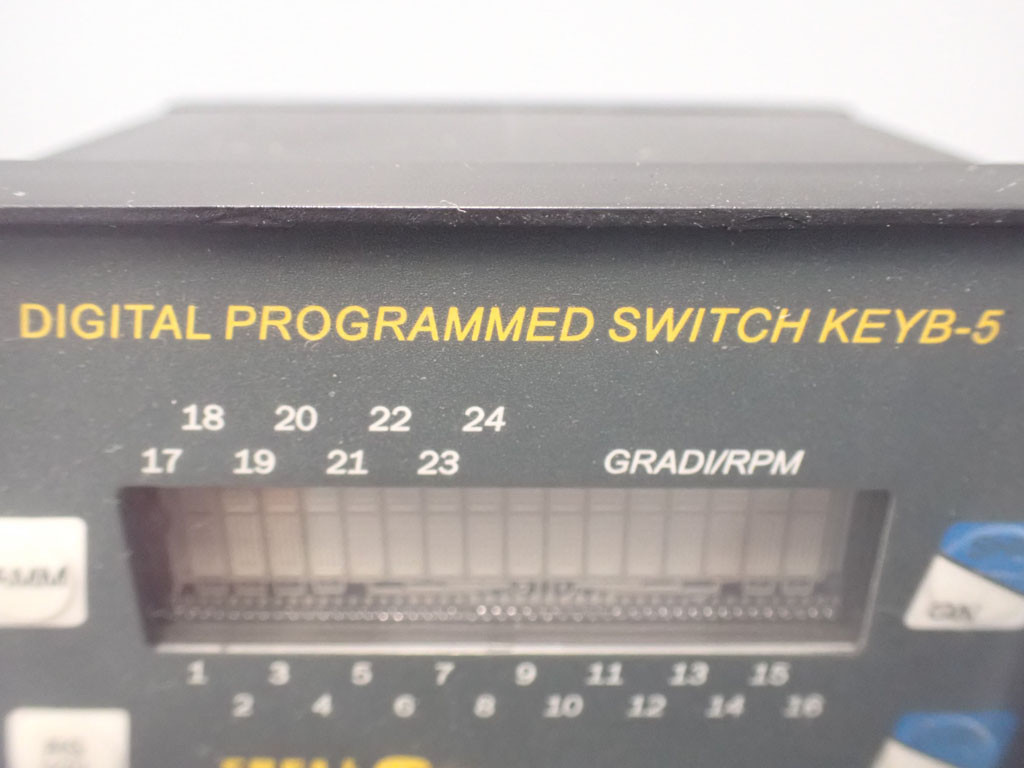 DIGITAL PROGRAMMED SWITCH KEYB-5
18 20 22 24
17 19 21 23 GRADI/RPM
1 3 5 7 9 11 13 15
2 4 6 8 10 12 14 16